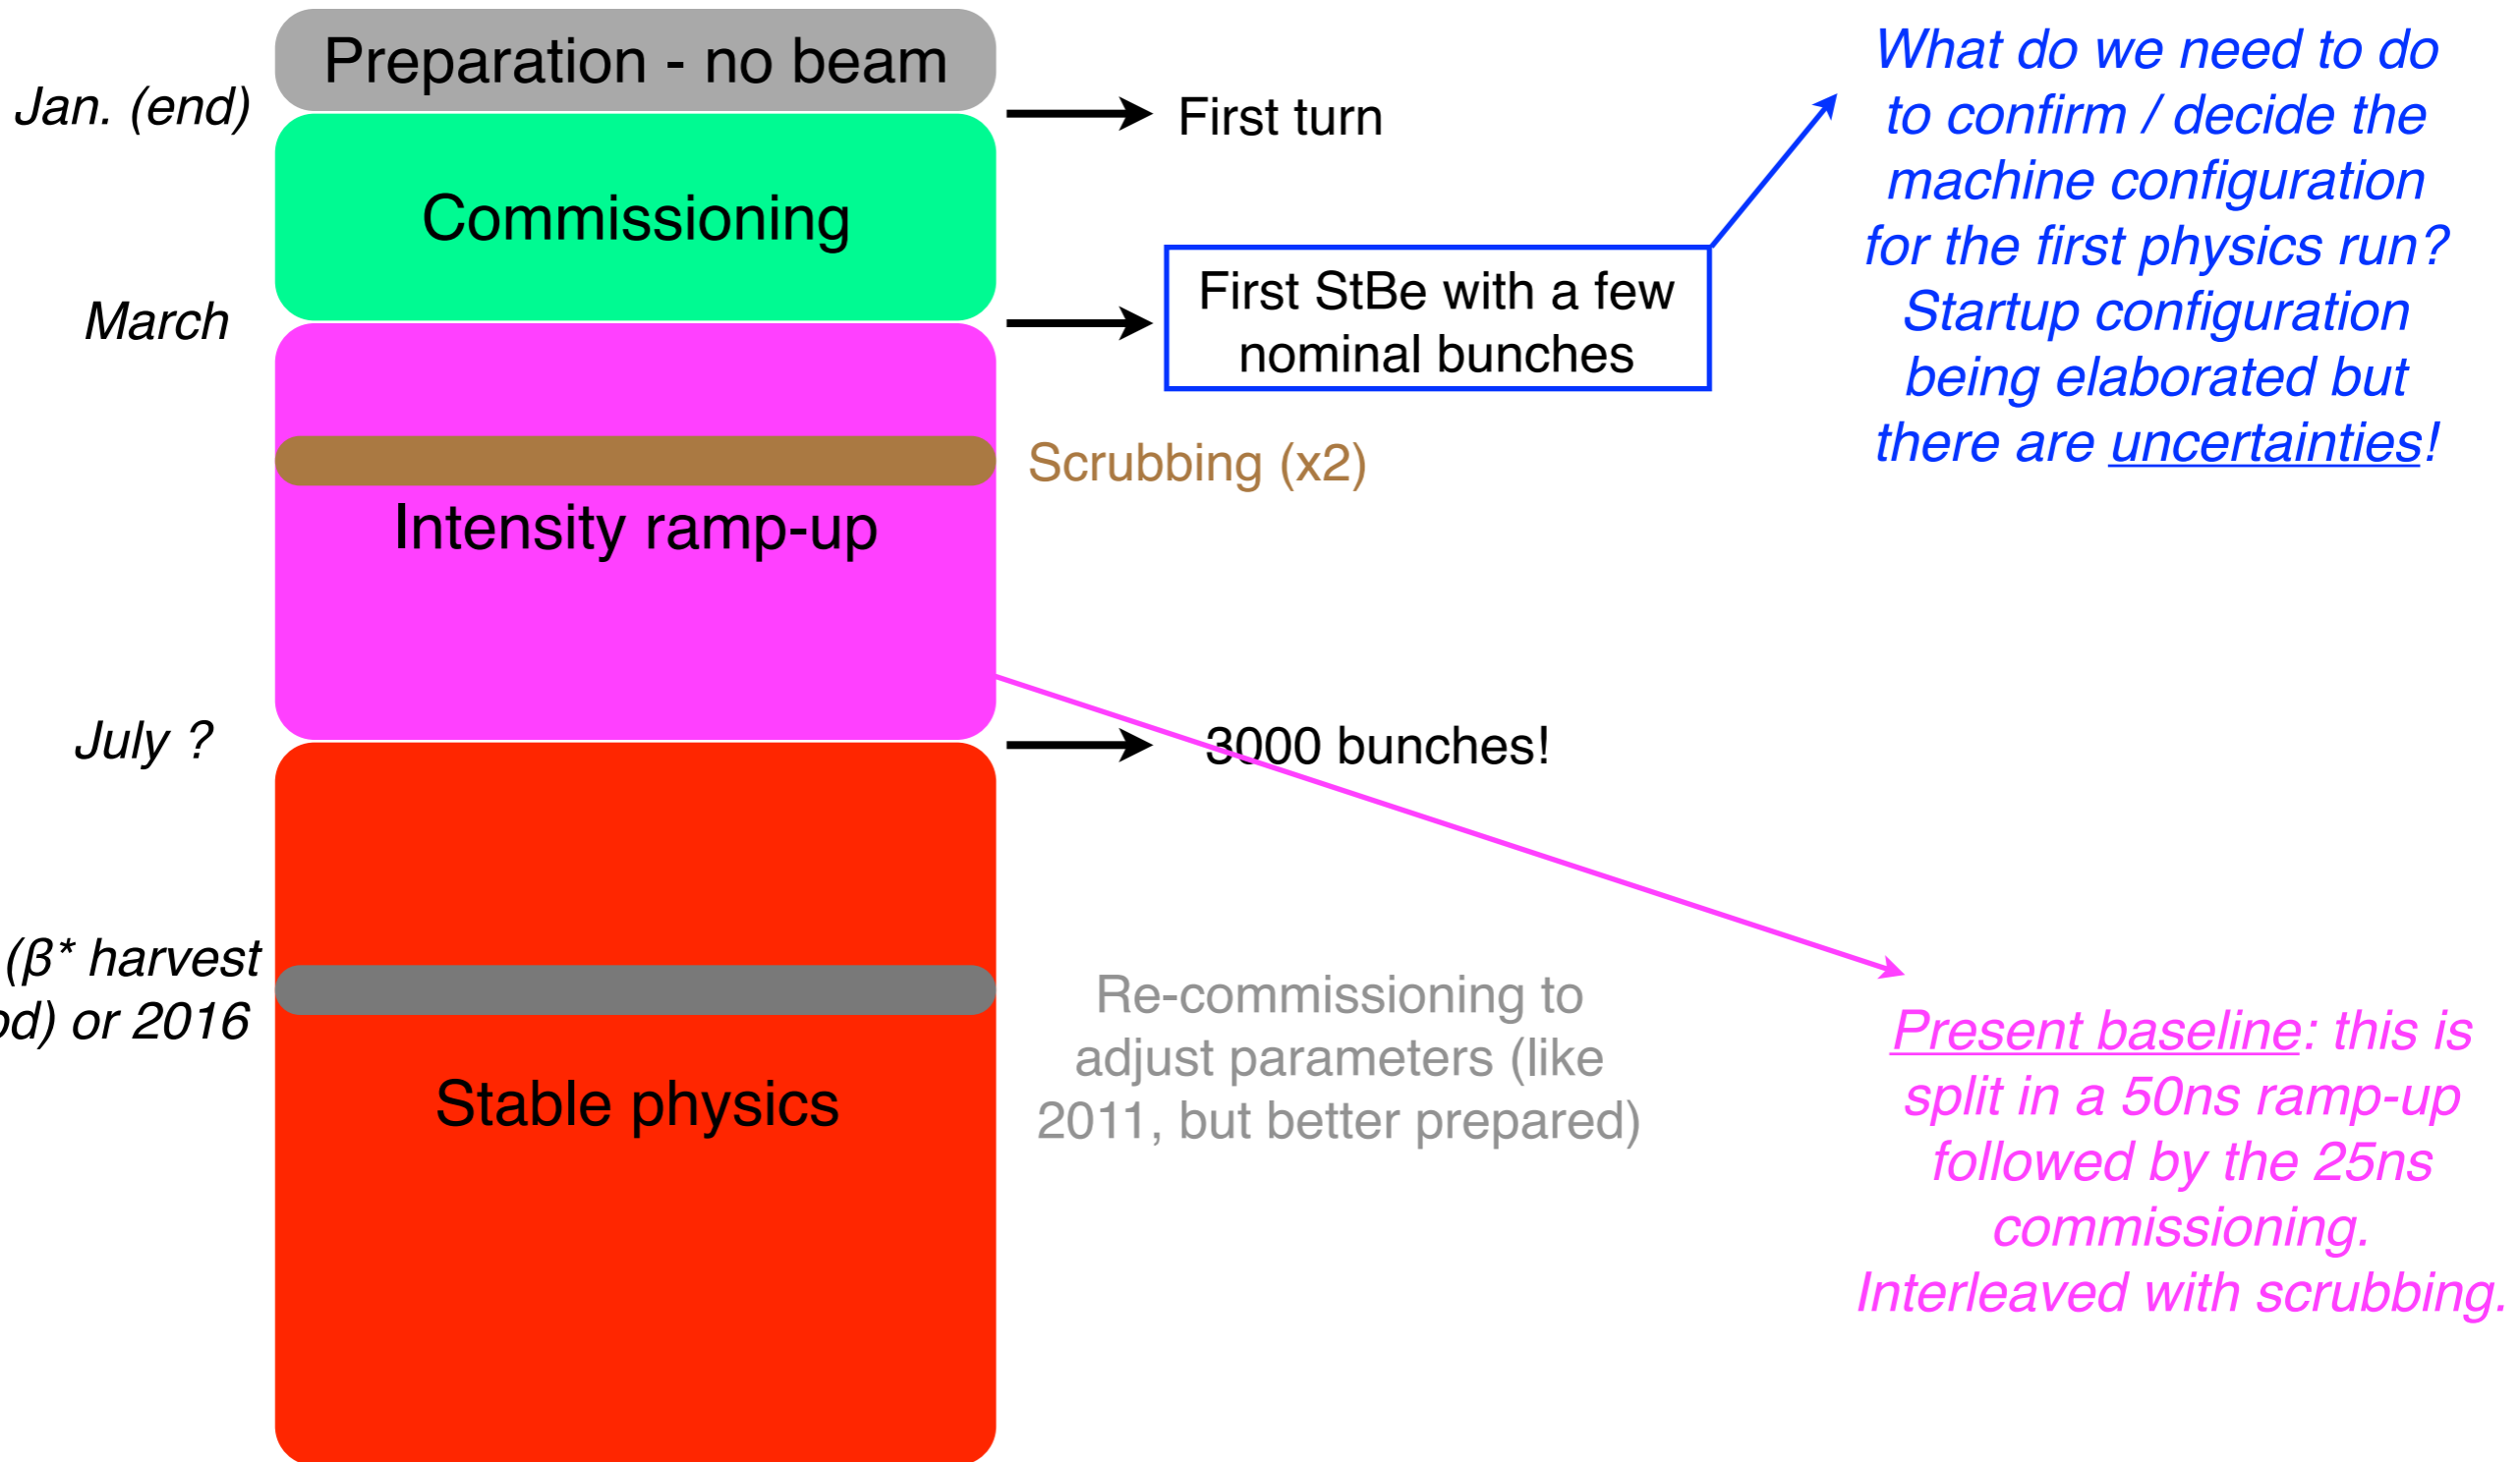 Preparation - no beam
Jan. (end)
First turn
Commissioning
What do we need to do
to confirm / decide the
machine configuration
for the first physics run?
Startup configuration
being elaborated but
there are uncertainties!
March
First StBe with a few
nominal bunches
Scrubbing (x2)
Intensity ramp-up
July ?
3000 bunches!
(β* harvest
) or 2016
Re-commissioning to
adjust parameters (like
2011, but better prepared)
Stable physics
Present baseline: this is
split in a 50ns ramp-up
followed by the 25ns
commissioning.
Interleaved with scrubbing.